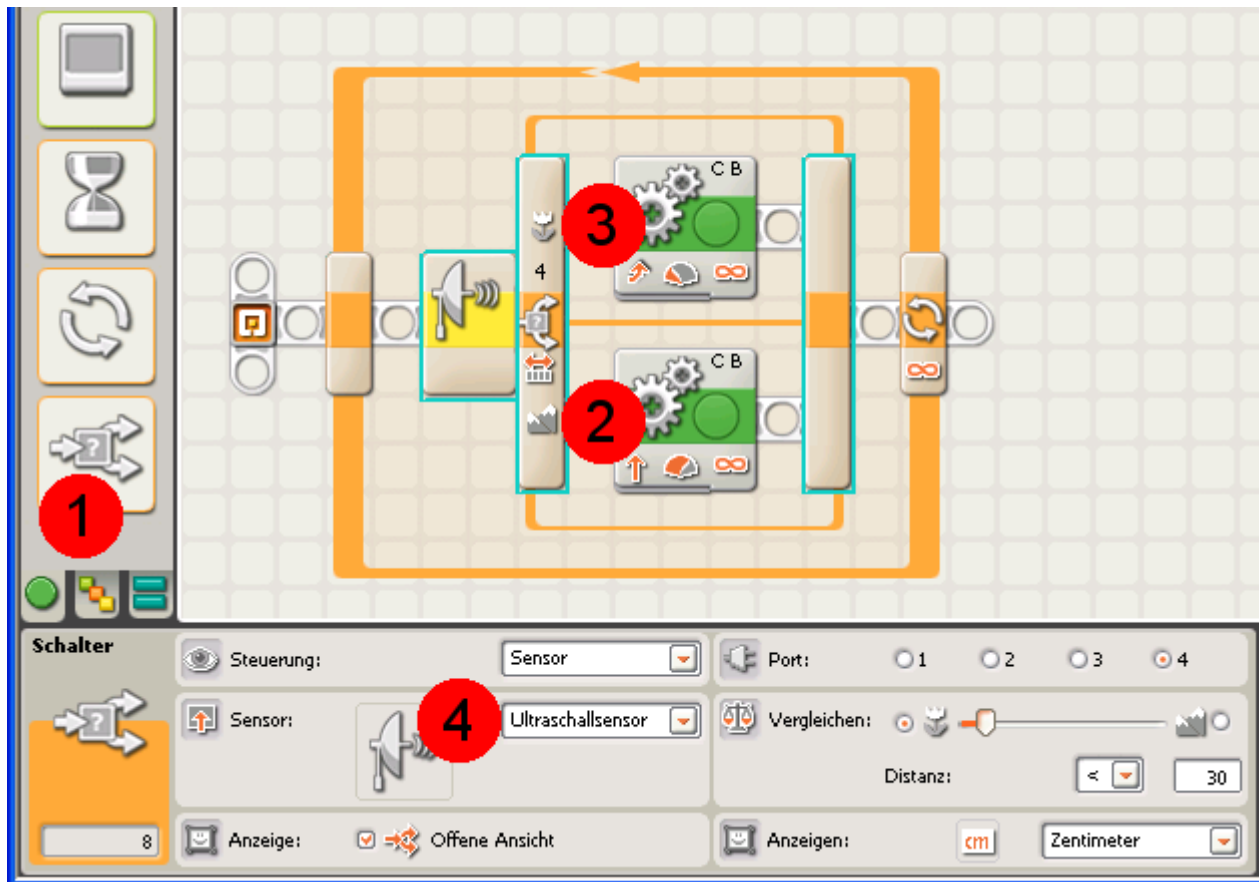 C B
3
4
C B
2
1
Schalter
8
Steuerung:
Sensor
Port:
1
2
3
4
Sensor:
4
Ultraschallsensor
Vergleichen:
Distanz:
<
30
Anzeige:
Offene Ansicht
Anzeigen:
cm
Zentimeter